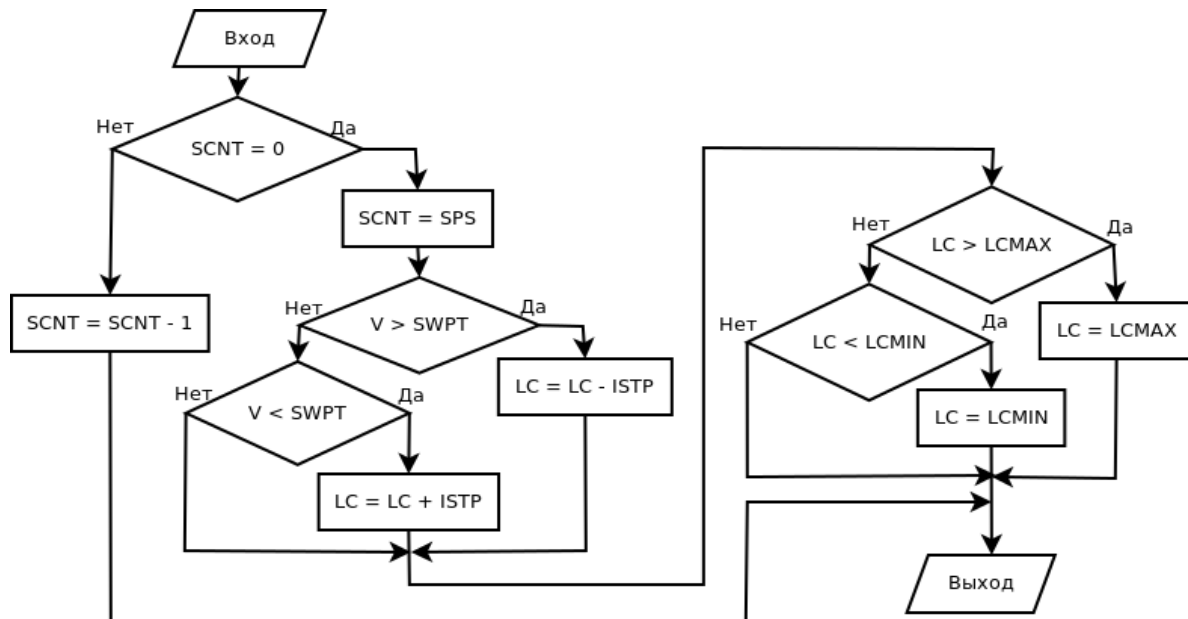 Вход
Нет
Да
SCNT = 0
SCNT = SPS
SCNT = SCNT - 1
Нет
Да
V > SWPT
LC = LC - ISTP
Нет
Да
V < SWPT
LC = LC + ISTP
Нет
Да
LC > LCMAX
LC = LCMAX
Нет
Да
LC < LCMIN
LC = LCMIN
Выход